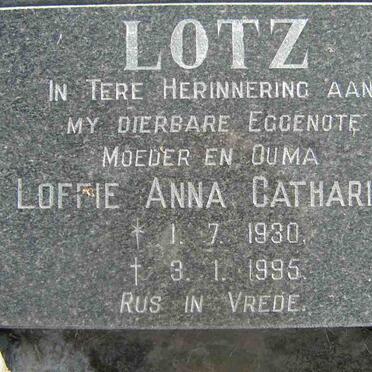 LOTZ
IN TERE HERINNERING AAN
MY DIERBARE EGGENOTE
MOEDER EN OUMA
LOFFIE ANNA CATHARI
* 1. 7. 1930.
† 3. 1. 1995.
RUS IN VREDE.